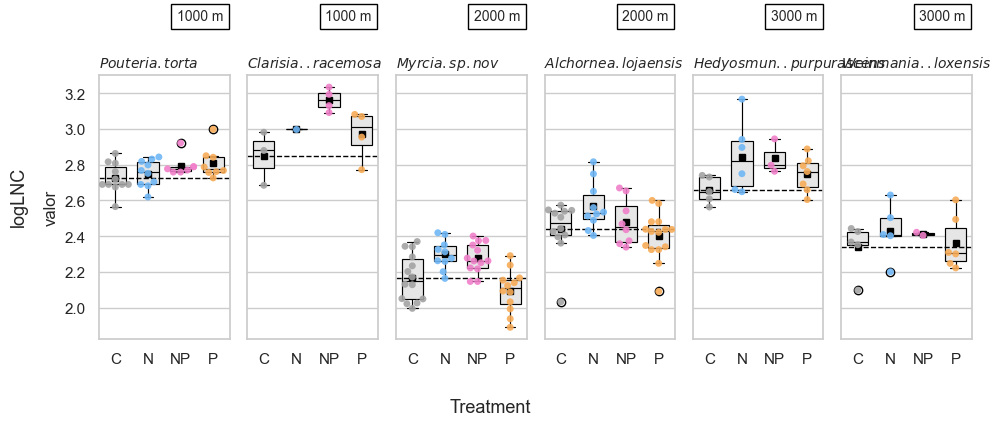 1000 m 1000 m 2000 m 2000 m 3000 m 3000 m
Pouteria.torta Clarisia..racemosa Myrcia.sp.nov Alchornea.lojaensis Hedyosmun..purpurascens Weinmania..loxensis
3.2
3.0
2.8
2.6
2.4
2.2
2.0
logLNC
valor
C N NP P C N NP P C N NP P C N NP P C N NP P C N NP P
Treatment